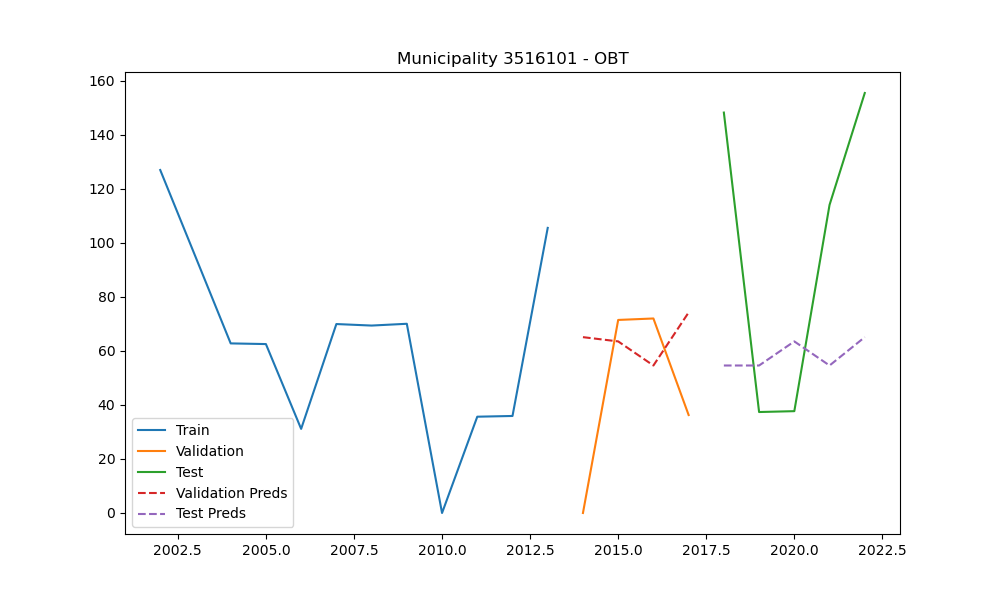 Municipality 3516101 - OBT
160
140
120
100
80
60
40
20
0
Train
Validation
Test
Validation Preds
Test Preds
2002.5 2005.0 2007.5 2010.0 2012.5 2015.0 2017.5 2020.0 2022.5